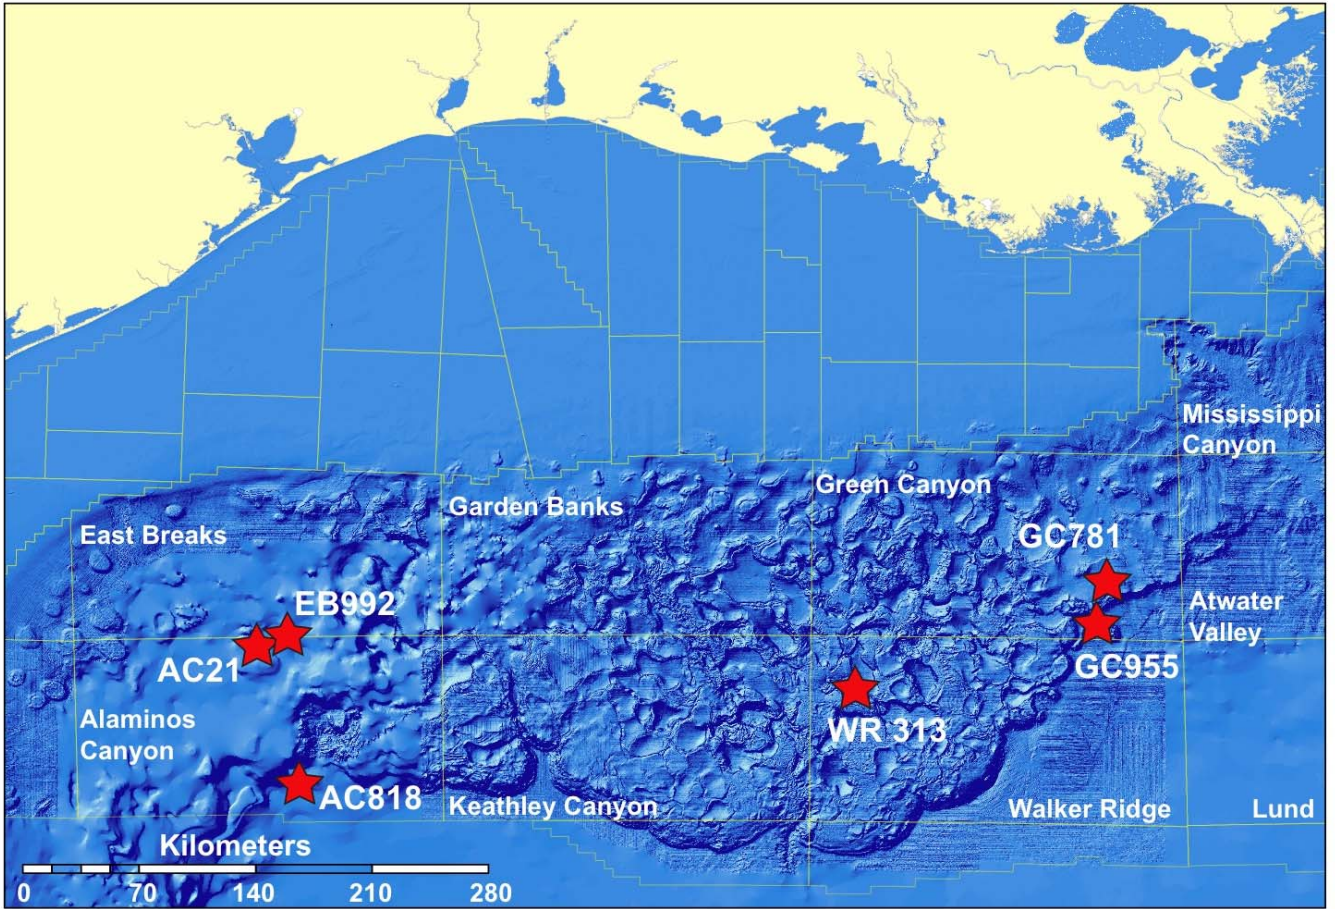 Mississippi
Canyon
Green Canyon
Garden Banks
East Breaks
GC781
EB992
Atwater
Valley
AC21
GC955
Alaminos
Canyon
WR 313
AC818
Keathley Canyon
Walker Ridge
Lund
Kilometers
0 70 140 210 280